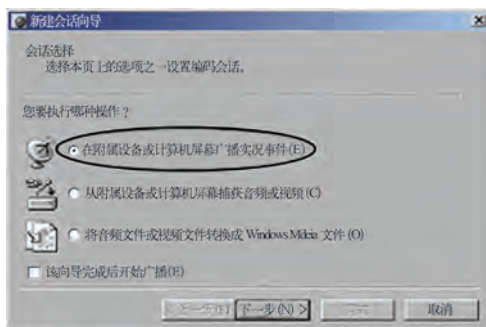 新建会话向导
会话选择
选择本页上的选项之一设置编码会话。
您要执行哪种操作？
在附属设备或计算机屏幕广播实况事件(E)
从附属设备或计算机屏幕捕获音频或视频(C)
将音频文件或视频文件转换成 Windows Mdeia 文件 (O)
该向导完成后开始广播(E)
下一步(N) >
取消